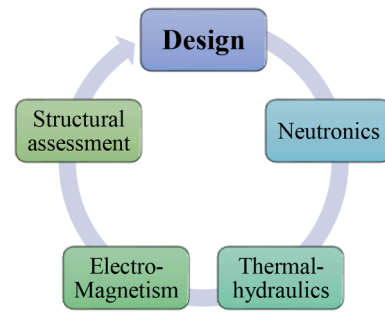 Design
Neutronics
Thermal-
hydraulics
Electro-
Magnetism
Structural
assessment